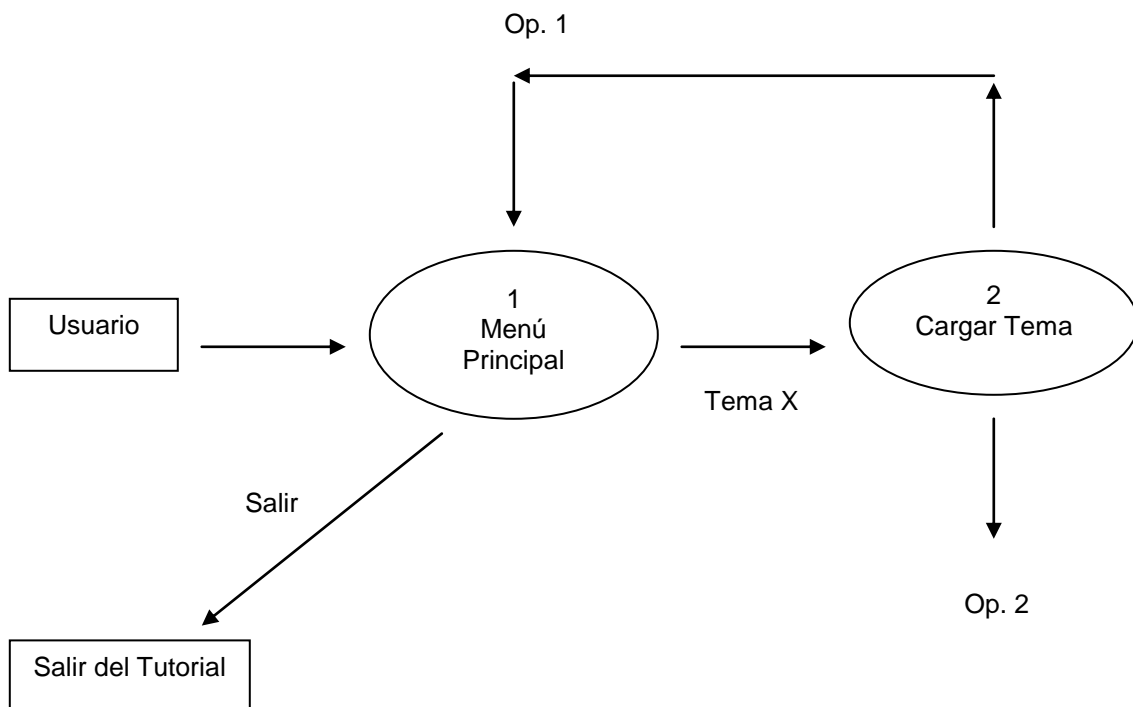 Op. 1
Usuario
1
Menú
Principal
2
Cargar Tema
Tema X
Salir
Op. 2
Salir del Tutorial